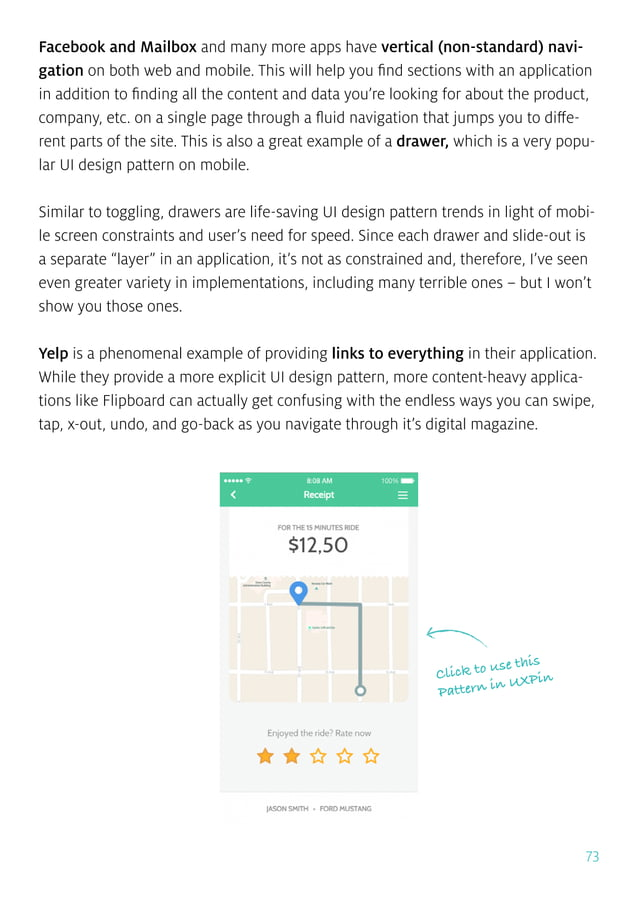 Facebook and Mailbox and many more apps have vertical (non-standard) navi-
gation on both web and mobile. This will help you find sections with an application
in addition to finding all the content and data you’re looking for about the product,
company, etc. on a single page through a fluid navigation that jumps you to diffe-
rent parts of the site. This is also a great example of a drawer, which is a very popu-
lar UI design pattern on mobile.
Similar to toggling, drawers are life-saving UI design pattern trends in light of mobi-
le screen constraints and user’s need for speed. Since each drawer and slide-out is
a separate “layer” in an application, it’s not as constrained and, therefore, I’ve seen
even greater variety in implementations, including many terrible ones – but I won’t
show you those ones.
Yelp is a phenomenal example of providing links to everything in their application.
While they provide a more explicit UI design pattern, more content-heavy applica-
tions like Flipboard can actually get confusing with the endless ways you can swipe,
tap, x-out, undo, and go-back as you navigate through it’s digital magazine.
8:08 AM
100%
Receipt
FOR THE 15 MINUTES RIDE
$12,50
Click to use this
Pattern in UXPin
Enjoyed the ride? Rate now
JASON SMITH • FORD MUSTANG
73